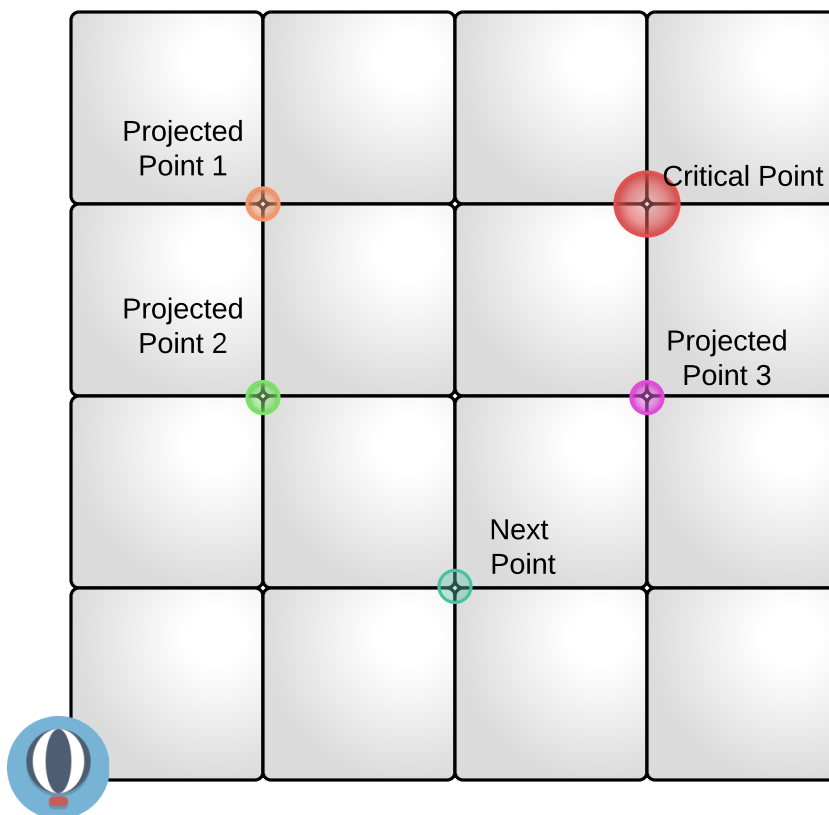 Projected
Point 1
Critical Point
Projected
Point 2
Projected
Point 3
Next
Point